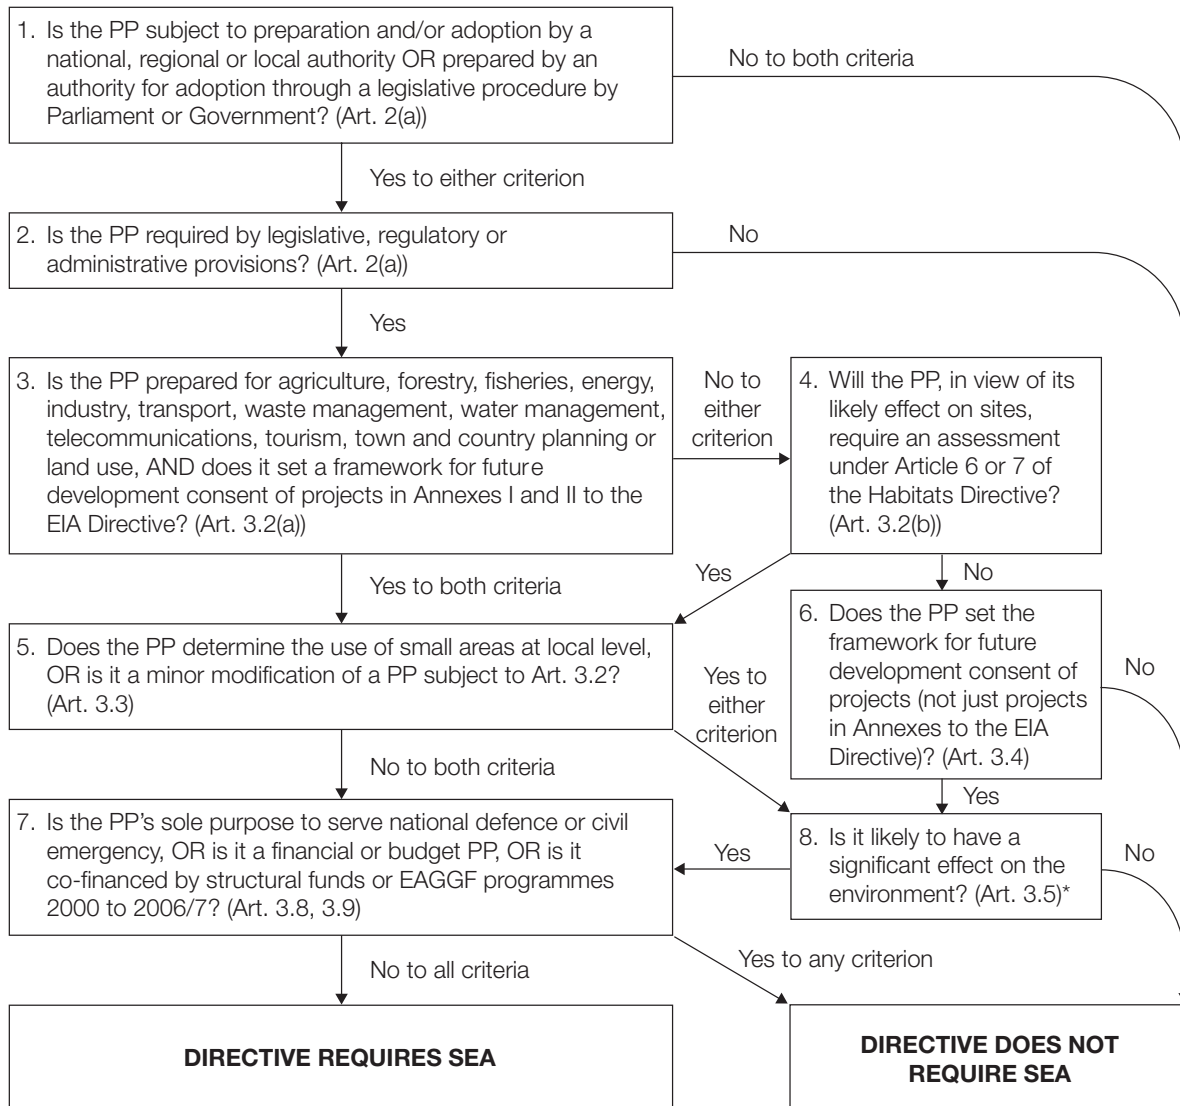 1. Is the PP subject to preparation and/or adoption by a
national, regional or local authority OR prepared by an
authority for adoption through a legislative procedure by
Parliament or Government? (Art. 2(a))
No to both criteria
Yes to either criterion
2. Is the PP required by legislative, regulatory or
administrative provisions? (Art. 2(a))
No
Yes
3. Is the PP prepared for agriculture, forestry, fisheries, energy,
industry, transport, waste management, water management,
telecommunications, tourism, town and country planning or
land use, AND does it set a framework for future
development consent of projects in Annexes I and II to the
EIA Directive? (Art. 3.2(a))
No to
either
criterion
4. Will the PP, in view of its
likely effect on sites,
require an assessment
under Article 6 or 7 of
the Habitats Directive?
(Art. 3.2(b))
Yes to both criteria
Yes
No
5. Does the PP determine the use of small areas at local level,
OR is it a minor modification of a PP subject to Art. 3.2?
(Art. 3.3)
Yes to
either
criterion
6. Does the PP set the
framework for future
development consent of
projects (not just projects
in Annexes to the EIA
Directive)? (Art. 3.4)
No
No to both criteria
Yes
7. Is the PP's sole purpose to serve national defence or civil
emergency, OR is it a financial or budget PP, OR is it
co-financed by structural funds or EAGGF programmes
2000 to 2006/7? (Art. 3.8, 3.9)
Yes
8. Is it likely to have a
significant effect on the
environment? (Art. 3.5)*
No
No to all criteria
Yes to any criterion
DIRECTIVE REQUIRES SEA
DIRECTIVE DOES NOT
REQUIRE SEA